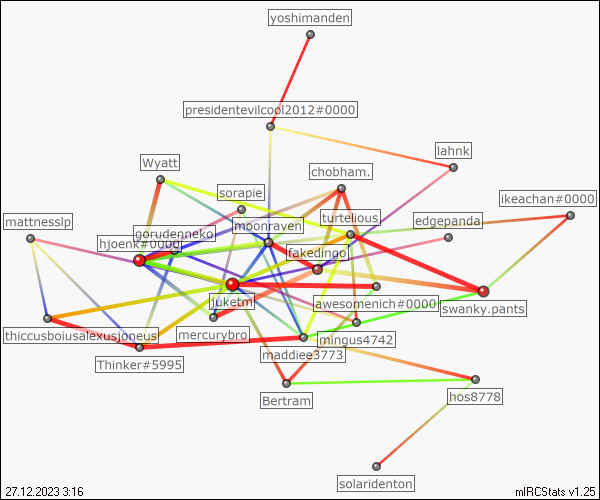 yoshimanden
presidentevilcool2012#0000
lahnk
Wyatt
chobham.
sorapie
ikeachan#0000
mattnesslp
turtelious
edgepanda
gorudenneko
moonraven
hjoenk#0000
fakedingo
juketm
awesomenich#0000
swanky.pants
thiccusboiusalexusjoneus
mercurybro
mingus4742
maddiee3773
Thinker#5995
Bertram
hos8778
solaridenton
27.12.2023 3:16
mIRCStats v1.25